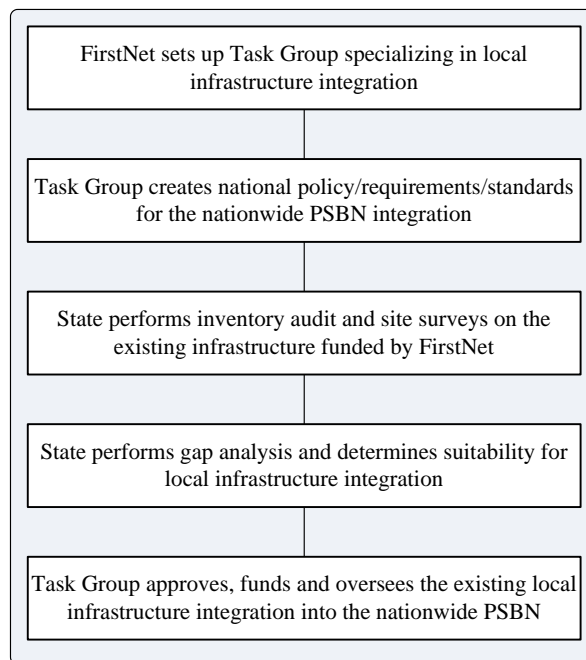 FirstNet sets up Task Group specializing in local
infrastructure integration
Task Group creates national policy/requirements/standards
for the nationwide PSBN integration
State performs inventory audit and site surveys on the
existing infrastructure funded by FirstNet
State performs gap analysis and determines suitability for
local infrastructure integration
Task Group approves, funds and oversees the existing local
infrastructure integration into the nationwide PSBN